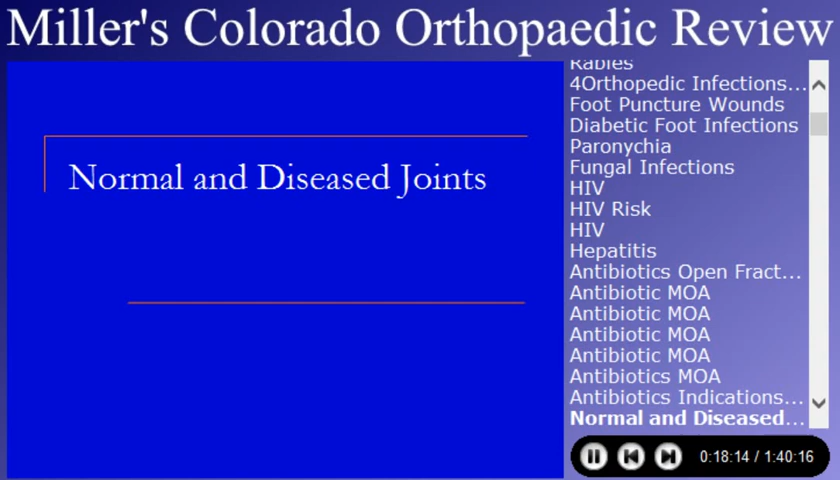 Miller's Colorado Orthopaedic Review
Normal and Diseased Joints
Rabies
4Orthopedic Infections...
Foot Puncture Wounds
Diabetic Foot Infections
Paronychia
Fungal Infections
HIV
HIV Risk
HIV
Hepatitis
Antibiotics Open Fract...
Antibiotic MOA
Antibiotic MOA
Antibiotic MOA
Antibiotic MOA
Antibiotics MOA
Antibiotics Indications...
Normal and Diseased...
0:18:14 / 1:40:16